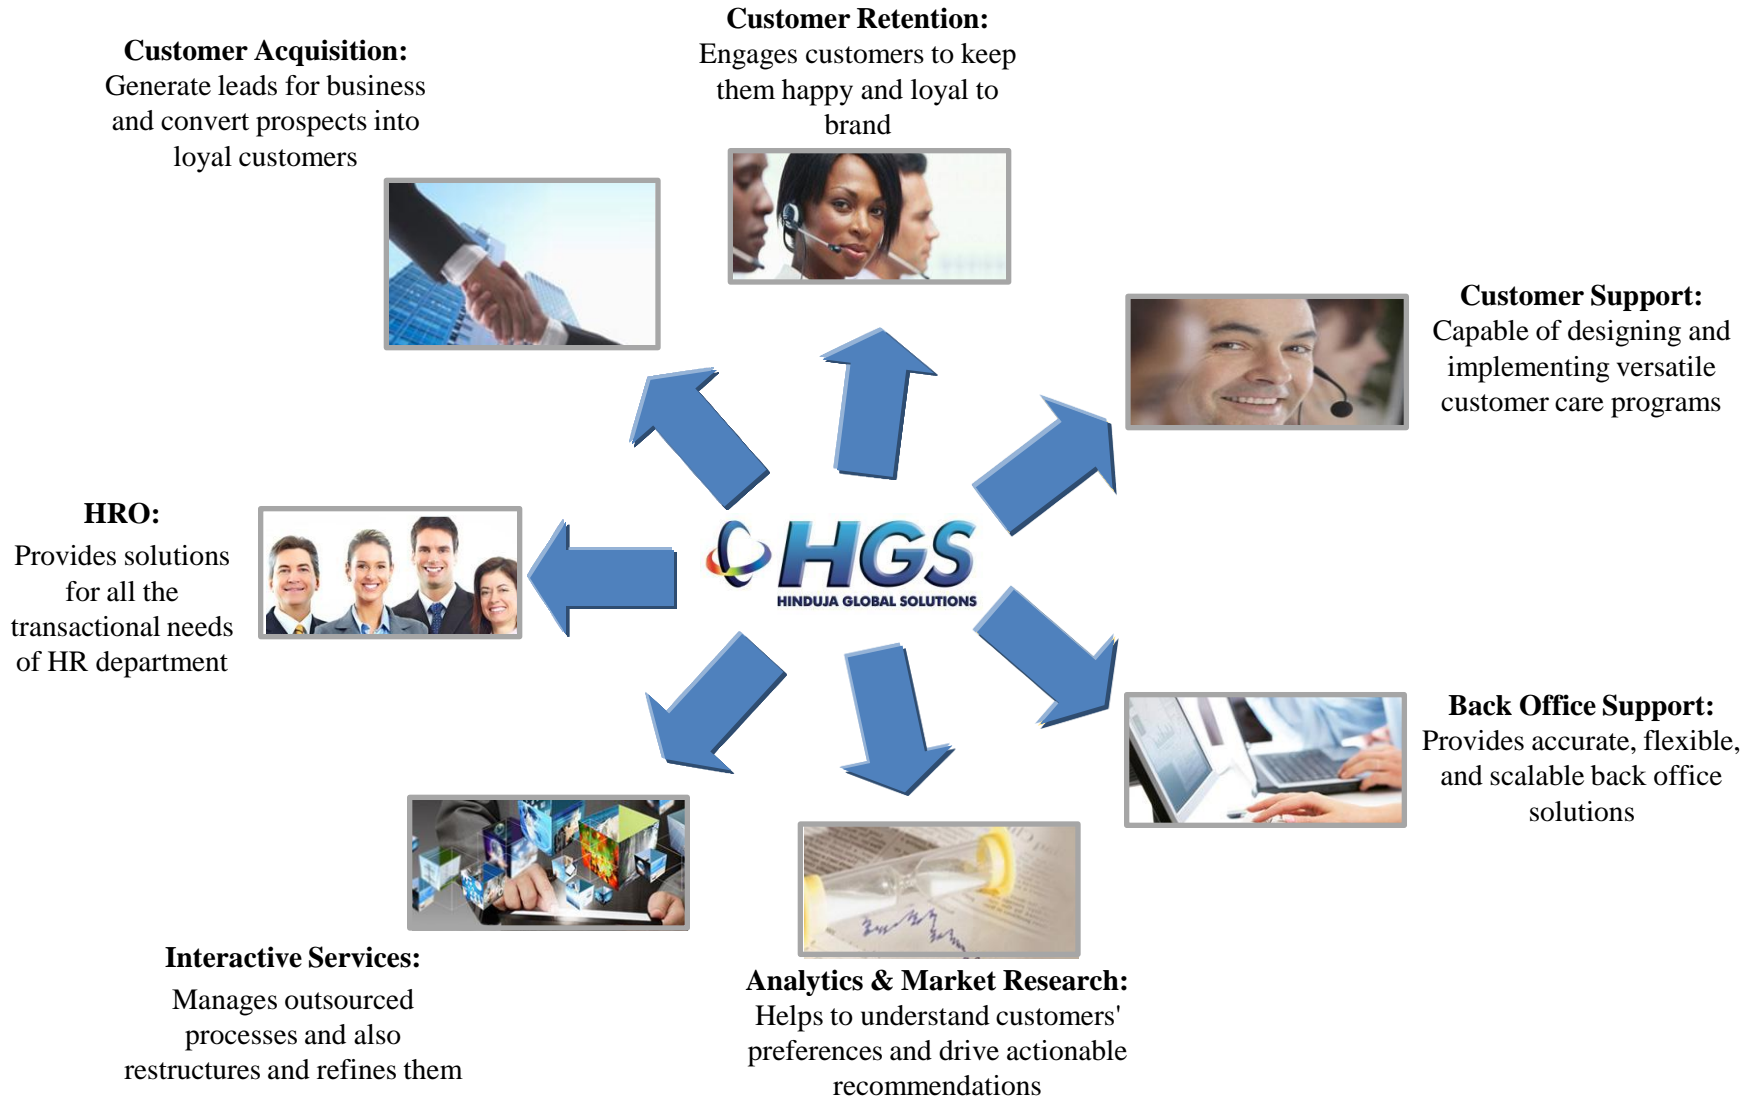 Customer Retention:
Engages customers to keep
them happy and loyal to
brand
Customer Acquisition:
Generate leads for business
and convert prospects into
loyal customers
Customer Support:
Capable of designing and
implementing versatile
customer care programs
HRO:
Provides solutions
for all the
transactional needs
of HR department
HGS
HINDUJA GLOBAL SOLUTIONS
Back Office Support:
Provides accurate, flexible,
and scalable back office
solutions
Interactive Services:
Manages outsourced
processes and also
restructures and refines them
Analytics & Market Research:
Helps to understand customers'
preferences and drive actionable
recommendations